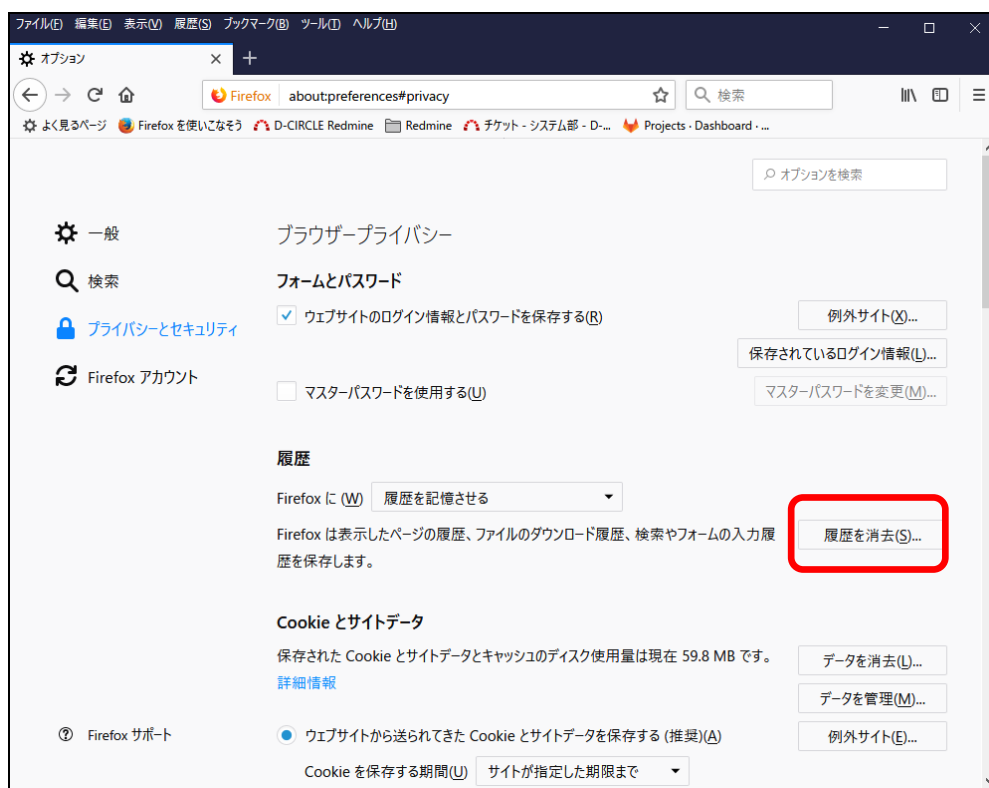 ファイル(F) 編集(E) 表示(V) 履歴(S) ブックマーク(B) ツール(T) ヘルプ(H)
オプション
Firefox about:preferences#privacy 検索
よく見るページ Firefox を使いこなそう D-CIRCLE Redmine Redmine チケット - システム部 - D-... Projects · Dashboard · ...
オプションを検索
一般
検索
プライバシーとセキュリティ
Firefox アカウント
Firefox サポート
ブラウザープライバシー
フォームとパスワード
ウェブサイトのログイン情報とパスワードを保存する(R) 例外サイト(X)...
保存されているログイン情報(L)...
マスターパスワードを使用する(U) マスターパスワードを変更(M)...
履歴
Firefox に (W) 履歴を記憶させる
Firefox は表示したページの履歴、ファイルのダウンロード履歴、検索やフォームの入力履
歴を保存します。
履歴を消去(S)...
Cookie とサイトデータ
保存された Cookie とサイトデータとキャッシュのディスク使用量は現在 59.8 MB です。
詳細情報
データを消去(L)...
データを管理(M)...
ウェブサイトから送られてきた Cookie とサイトデータを保存する (推奨)(A) 例外サイト(E)...
Cookie を保存する期間(U) サイトが指定した期限まで